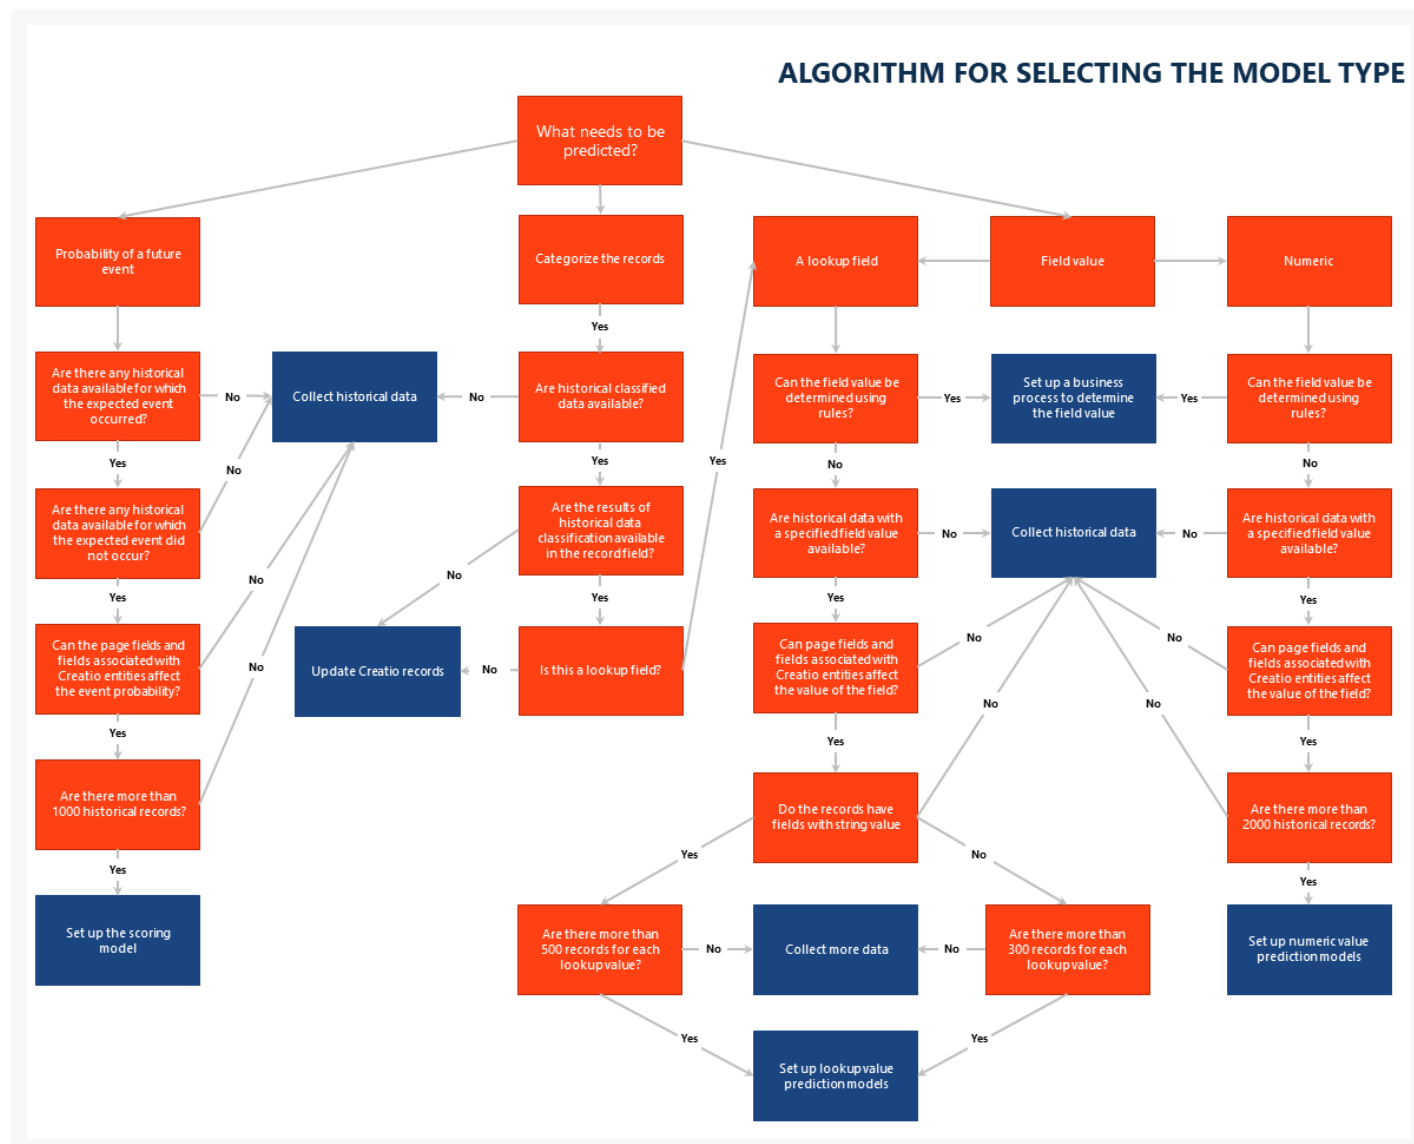 ALGORITHM FOR SELECTING THE MODEL TYPE
What needs to be
predicted?
Probability of a future
event
Categorize the records
A lookup field
Field value
Numeric
Yes
Are there any historical
data available for which
the expected event
occurred?
No
Collect historical data
No
Are historical classified
data available?
Can the field value be
determined using
rules?
Yes
Set up a business
process to determine
the field value
Yes
Can the field value be
determined using
rules?
Yes
No
Yes
Yes
No
No
Are there any historical
data available for which
the expected event did
not occur?
Are the results of
historical data
classification available
in the record field?
Are historical data with
a specified field value
available?
No
Collect historical data
No
Are historical data with
a specified field value
available?
Yes
No
No
Yes
Yes
Yes
Can the page fields and
fields associated with
Creatio entities affect
the event probability?
No
Update Creatio records
No
Is this a lookup field?
Can page fields and
fields associated with
Creatio entities affect
the value of the field?
No
No
Can page fields and
fields associated with
Creatio entities affect
the value of the field?
Yes
No
No
Yes
Yes
Are there more than
1000 historical records?
Do the records have
fields with string value
Are there more than
2000 historical records?
Yes
Yes
No
Yes
Set up the scoring
model
Are there more than
500 records for each
lookup value?
No
Collect more data
No
Are there more than
300 records for each
lookup value?
Set up numeric value
prediction models
Yes
Yes
Set up lookup value
prediction models